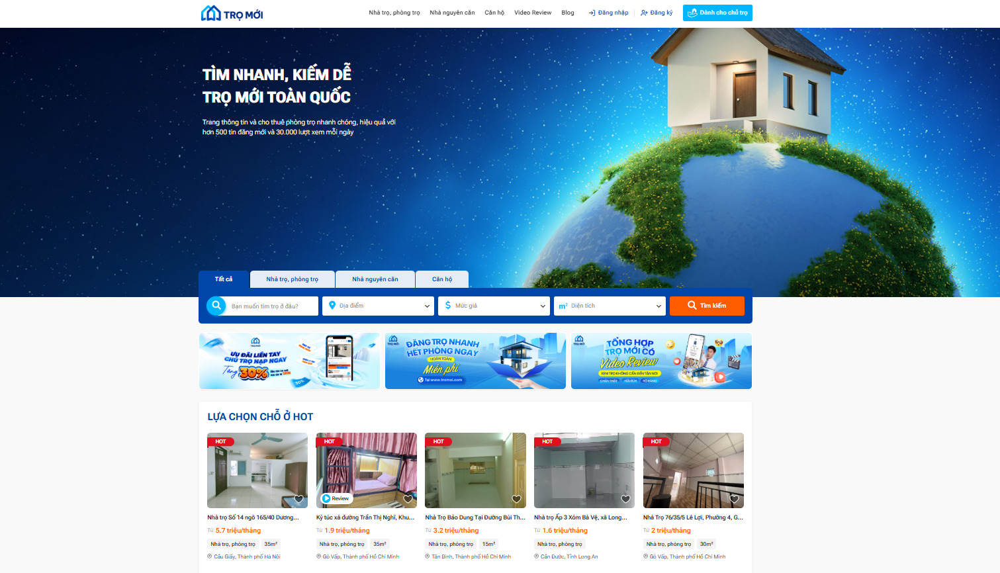 TRỌ MỚI
Nhà trọ, phòng trọ
Nhà nguyên căn
Căn hộ
Video Review
Blog
Đăng nhập
Đăng ký
Dành cho chủ trọ
TÌM NHANH, KIẾM DỄ
TRỌ MỚI TOÀN QUỐC
Trang thông tin và cho thuê phòng trọ nhanh chóng, hiệu quả với
hơn 500 tin đăng mới và 30.000 lượt xem mỗi ngày
Tất cả
Nhà trọ, phòng trọ
Nhà nguyên căn
Căn hộ
Bạn muốn tìm trọ ở đâu?
Địa điểm
$ Mức giá
m² Diện tích
Tìm kiếm
TRỌ MỚI
ƯU ĐÃI LIỀN TAY
CHỦ TRỌ NẠP NGAY
Tặng 30%
30%
TRỌ MỚI
ĐĂNG TRỌ NHANH
HẾT PHÒNG NGAY
HOÀN TOÀN
Miễn phí
Tại www.tromoi.com
TRỌ MỚI
TỔNG HỢP
TRỌ MỚI CÓ
Video Review
XEM TRỌ KHÔNG CẦN ĐẾN TẬN NƠI
CHÂN THẬT
HỮU ÍCH
RÕ RÀNG
LỰA CHỌN CHỖ Ở HOT
HOT
HOT
HOT
HOT
HOT
Review
Nhà trọ Số 14 ngõ 165/40 Dương...
Từ 5.7 triệu/tháng
Nhà trọ, phòng trọ
35m²
Cầu Giấy, Thành phố Hà Nội
Ký túc xá đường Trần Thị Nghĩ, Khu...
Từ 1.9 triệu/tháng
Nhà trọ, phòng trọ
35m²
Gò Vấp, Thành phố Hồ Chí Minh
Nhà Trọ Bảo Dung Tại Đường Bùi Th...
Từ 3.2 triệu/tháng
Nhà trọ, phòng trọ
15m²
Tân Bình, Thành phố Hồ Chí Minh
Nhà trọ Ấp 3 Xóm Bà Vệ, xã Long...
Từ 1.6 triệu/tháng
Nhà trọ, phòng trọ
Cần Đước, Tỉnh Long An
Nhà Trọ 76/35/5 Lê Lợi, Phường 4, G...
Từ 2 triệu/tháng
Nhà trọ, phòng trọ
30m²
Gò Vấp, Thành phố Hồ Chí Minh